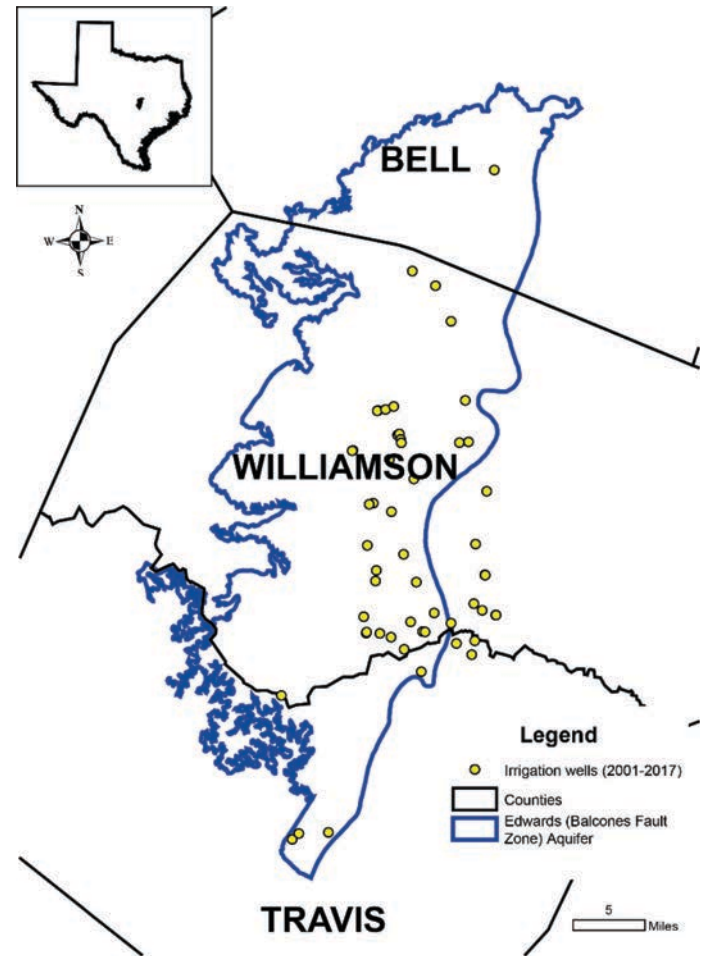 BELL
N
W E
S
WILLIAMSON
Legend
Irrigation wells (2001-2017)
Counties
Edwards (Balcones Fault
Zone) Aquifer
TRAVIS
5
Miles